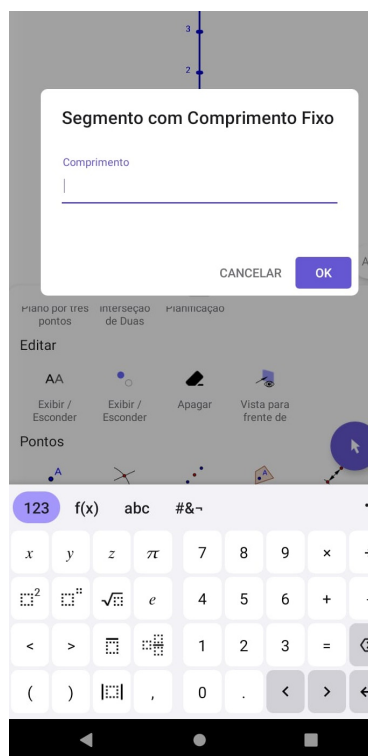 3
2
Segmento com Comprimento Fixo
Comprimento
CANCELAR OK
A
Plano por três pontos
Interseção de Duas
Planificação
Editar
AA
Exibir / Esconder
Exibir / Esconder
Apagar
Vista para frente de
Pontos
A
A
123 f(x) abc #&¬
x y z π 7 8 9 ×
2 √ e 4 5 6 +
< > 1 2 3 =
( ) , 0 . < >